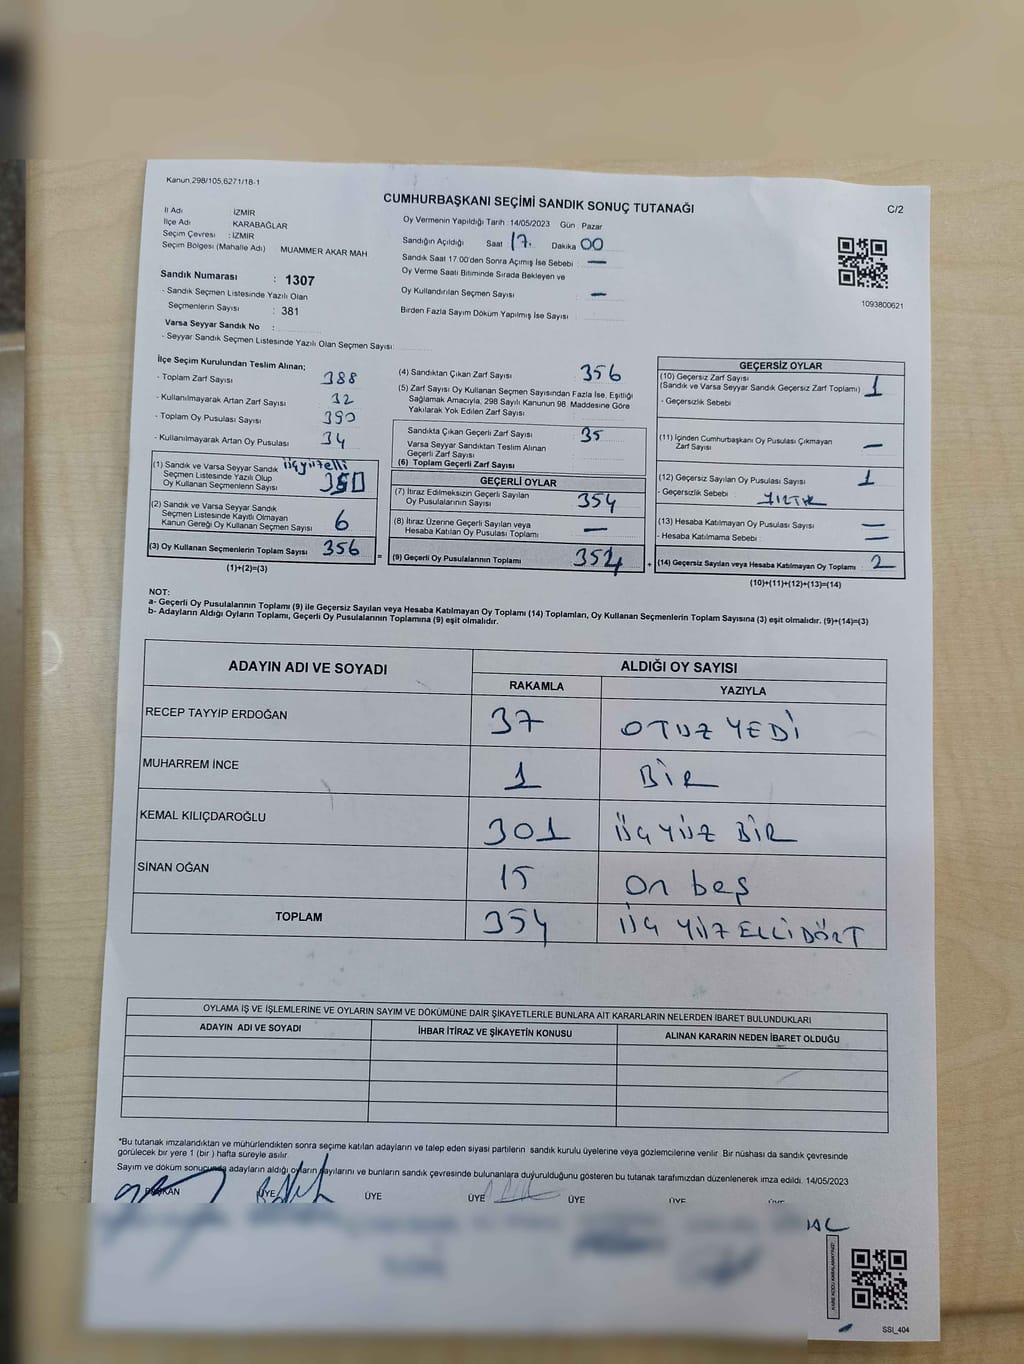 Kanun,298/105,6271/18-1
CUMHURBAŞKANI SEÇİMİ SANDIK SONUÇ TUTANAĞI
C/2
İl Adı : İZMİR
İlçe Adı : KARABAĞLAR
Seçim Çevresi : İZMİR
Seçim Bölgesi (Mahalle Adı) MUAMMER AKAR MAH
Sandık Numarası : 1307
- Sandık Seçmen Listesinde Yazılı Olan
Seçmenlerin Sayısı : 381
Varsa Seyyar Sandık No :
- Seyyar Sandık Seçmen Listesinde Yazılı Olan Seçmen Sayısı:
Oy Vermenin Yapıldığı Tarih :14/05/2023 Gün Pazar
Sandığın Açıldığı Saat 17. Dakika 00
Sandık Saat 17:00'den Sonra Açımış İse Sebebi : —
Oy Verme Saati Bitiminde Sırada Bekleyen ve
Oy Kullandırılan Seçmen Sayısı : —
Birden Fazla Sayım Döküm Yapılmış İse Sayısı :
1093800621
İlçe Seçim Kurulundan Teslim Alınan;
- Toplam Zarf Sayısı 388
- Kullanılmayarak Artan Zarf Sayısı 32
- Toplam Oy Pusulası Sayısı 390
- Kullanılmayarak Artan Oy Pusulası 34
(1) Sandık ve Varsa Seyyar Sandık üçyüzelli
Seçmen Listesinde Yazılı Olup
Oy Kullanan Seçmenlerin Sayısı 350
(2) Sandık ve Varsa Seyyar Sandık
Seçmen Listesinde Kayıtlı Olmayan
Kanun Gereği Oy Kullanan Seçmen Sayısı 6
(3) Oy Kullanan Seçmenlerin Toplam Sayısı 356
(1)+(2)=(3)
(4) Sandıktan Çıkan Zarf Sayısı 356
(5) Zarf Sayısı Oy Kullanan Seçmen Sayısından Fazla İse, Eşitliği
Sağlamak Amacıyla, 298 Sayılı Kanunun 98. Maddesine Göre
Yakılarak Yok Edilen Zarf Sayısı
Sandıkta Çıkan Geçerli Zarf Sayısı 35
Varsa Seyyar Sandıktan Teslim Alınan
Geçerli Zarf Sayısı
(6) Toplam Geçerli Zarf Sayısı
GEÇERLİ OYLAR
(7) İtiraz Edilmeksizin Geçerli Sayılan
Oy Pusulalarının Sayısı 354
(8) İtiraz Üzerine Geçerli Sayılan veya
Hesaba Katılan Oy Pusulası Toplamı —
= (9) Geçerli Oy Pusulalarının Toplamı 354
GEÇERSİZ OYLAR
(10) Geçersiz Zarf Sayısı
(Sandık ve Varsa Seyyar Sandık Geçersiz Zarf Toplamı) 1
- Geçersizlik Sebebi
(11) İçinden Cumhurbaşkanı Oy Pusulası Çıkmayan
Zarf Sayısı —
(12) Geçersiz Sayılan Oy Pusulası Sayısı 1
- Geçersizlik Sebebi : YIRTIK
(13) Hesaba Katılmayan Oy Pusulası Sayısı —
- Hesaba Katılmama Sebebi : —
+ (14) Geçersiz Sayılan veya Hesaba Katılmayan Oy Toplamı 2
(10)+(11)+(12)+(13)=(14)
NOT:
a- Geçerli Oy Pusulalarının Toplamı (9) ile Geçersiz Sayılan veya Hesaba Katılmayan Oy Toplamı (14) Toplamları, Oy Kullanan Seçmenlerin Toplam Sayısına (3) eşit olmalıdır. (9)+(14)=(3)
b- Adayların Aldığı Oyların Toplamı, Geçerli Oy Pusulalarının Toplamına (9) eşit olmalıdır.
ADAYIN ADI VE SOYADI ALDIĞI OY SAYISI
RAKAMLA YAZIYLA
RECEP TAYYİP ERDOĞAN 37 OTUZ YEDİ
MUHARREM İNCE 1 BİR
KEMAL KILIÇDAROĞLU 301 ÜÇ YÜZ BİR
SİNAN OĞAN 15 On beş
TOPLAM 354 ÜÇ YÜZ ELLİDÖRT
OYLAMA İŞ VE İŞLEMLERİNE VE OYLARIN SAYIM VE DÖKÜMÜNE DAİR ŞİKAYETLERLE BUNLARA AİT KARARLARIN NELERDEN İBARET BULUNDUKLARI
ADAYIN ADI VE SOYADI İHBAR İTİRAZ VE ŞİKAYETİN KONUSU ALINAN KARARIN NEDEN İBARET OLDUĞU
*Bu tutanak imzalandıktan ve mühürlendikten sonra seçime katılan adayların ve talep eden siyasi partilerin sandık kurulu üyelerine veya gözlemcilerine verilir. Bir nüshası da sandık çevresinde
görülecek bir yere 1 (bir ) hafta süreyle asılır.
Sayım ve döküm sonucunda adayların aldığı oyların sayılarını ve bunların sandık çevresinde bulunanlara duyurulduğunu gösteren bu tutanak tarafımızdan düzenlenerek imza edildi. 14/05/2023
BAŞKAN ÜYE ÜYE ÜYE ÜYE ÜYE
SSI_404